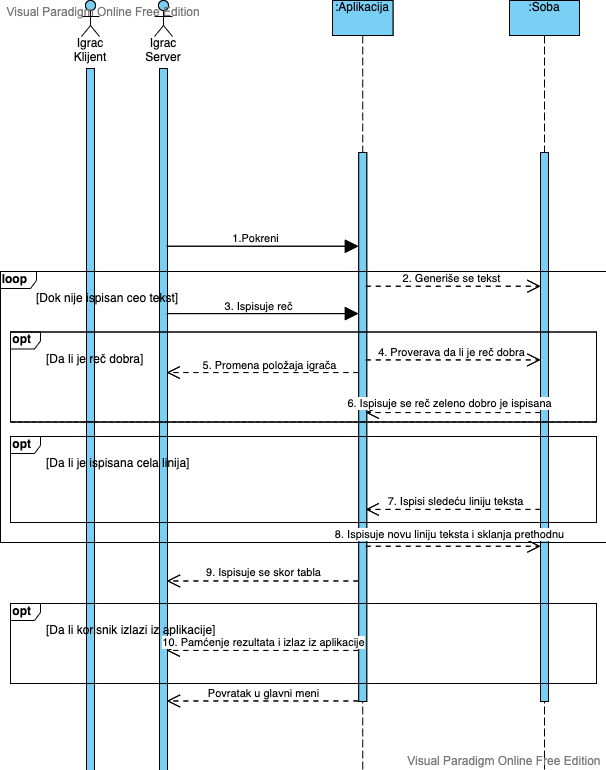 Visual Paradigm Online Free Edition
:Aplikacija
:Soba
Igrac
Klijent
Igrac
Server
1.Pokreni
loop
2. Generiše se tekst
[Dok nije ispisan ceo tekst]
3. Ispisuje reč
opt
[Da li je reč dobra]
4. Proverava da li je reč dobra
5. Promena položaja igrača
6. Ispisuje se reč zeleno dobro je ispisana
opt
[Da li je ispisana cela linija]
7. Ispisi sledeću liniju teksta
8. Ispisuje novu liniju teksta i sklanja prethodnu
9. Ispisuje se skor tabla
opt
[Da li korisnik izlazi iz aplikacije]
10. Pamćenje rezultata i izlaz iz aplikacije
Povratak u glavni meni
Visual Paradigm Online Free Edition